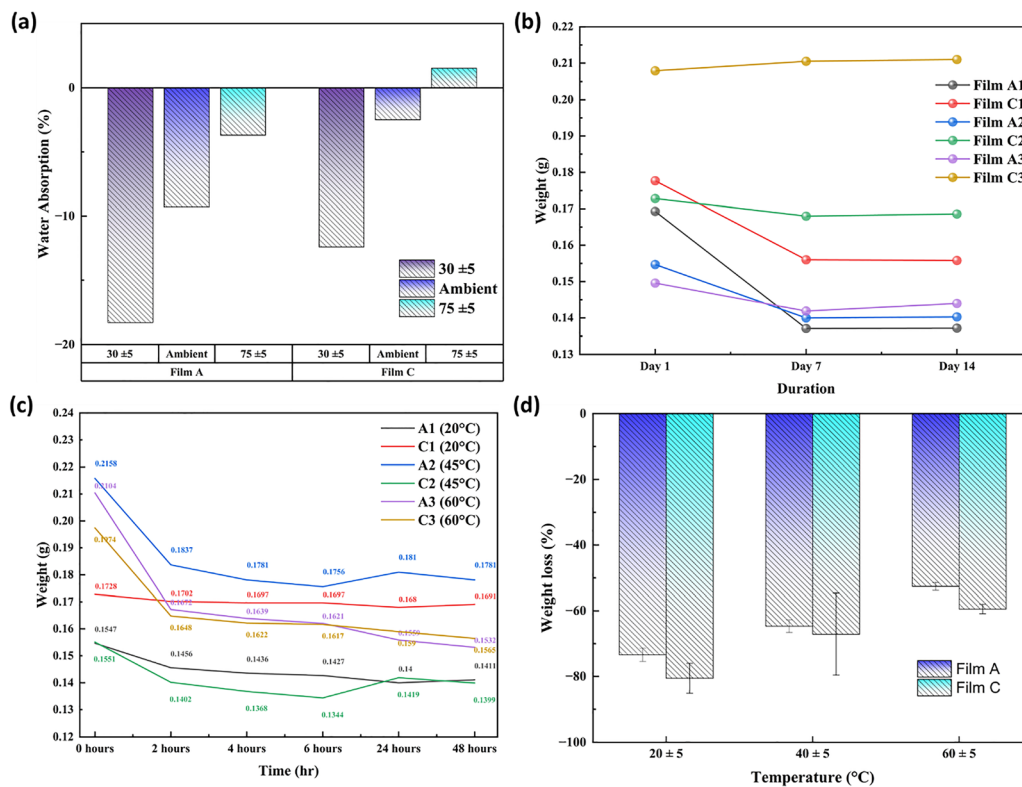 (a)
Water Absorption (%)
0
−10
−20
30 ±5
Ambient
75 ±5
30 ±5 Ambient 75 ±5 30 ±5 Ambient 75 ±5
Film A Film C
(b)
Weight (g)
0.22
0.21
0.20
0.19
0.18
0.17
0.16
0.15
0.14
0.13
Film A1
Film C1
Film A2
Film C2
Film A3
Film C3
Day 1 Day 7 Day 14
Duration
(c)
Weight (g)
0.24
0.23
0.22
0.21
0.20
0.19
0.18
0.17
0.16
0.15
0.14
0.13
0.12
A1 (20°C)
C1 (20°C)
A2 (45°C)
C2 (45°C)
A3 (60°C)
C3 (60°C)
0.2158
0.2104
0.1974
0.1837 0.1781 0.1756 0.181 0.1781
0.1728 0.1702 0.1697 0.1697 0.168 0.1691
0.1672 0.1639 0.1621 0.1559 0.1532
0.1648 0.1622 0.1617 0.159 0.1565
0.1547 0.1456 0.1436 0.1427 0.14 0.1411
0.1551 0.1402 0.1368 0.1344 0.1419 0.1399
0 hours 2 hours 4 hours 6 hours 24 hours 48 hours
Time (hr)
(d)
Weight loss (%)
0
−20
−40
−60
−80
−100
Film A
Film C
20 ± 5 40 ± 5 60 ± 5
Temperature (°C)